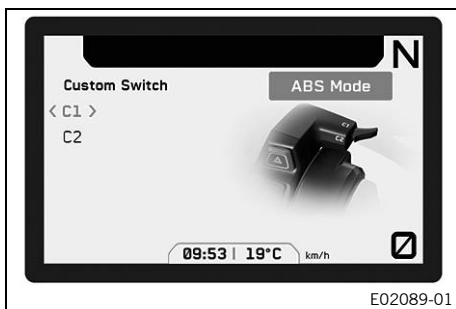 N
Custom Switch
ABS Mode
< C1 >
C2
C1
C2
09:53 | 19°C km/h
0
E02089-01